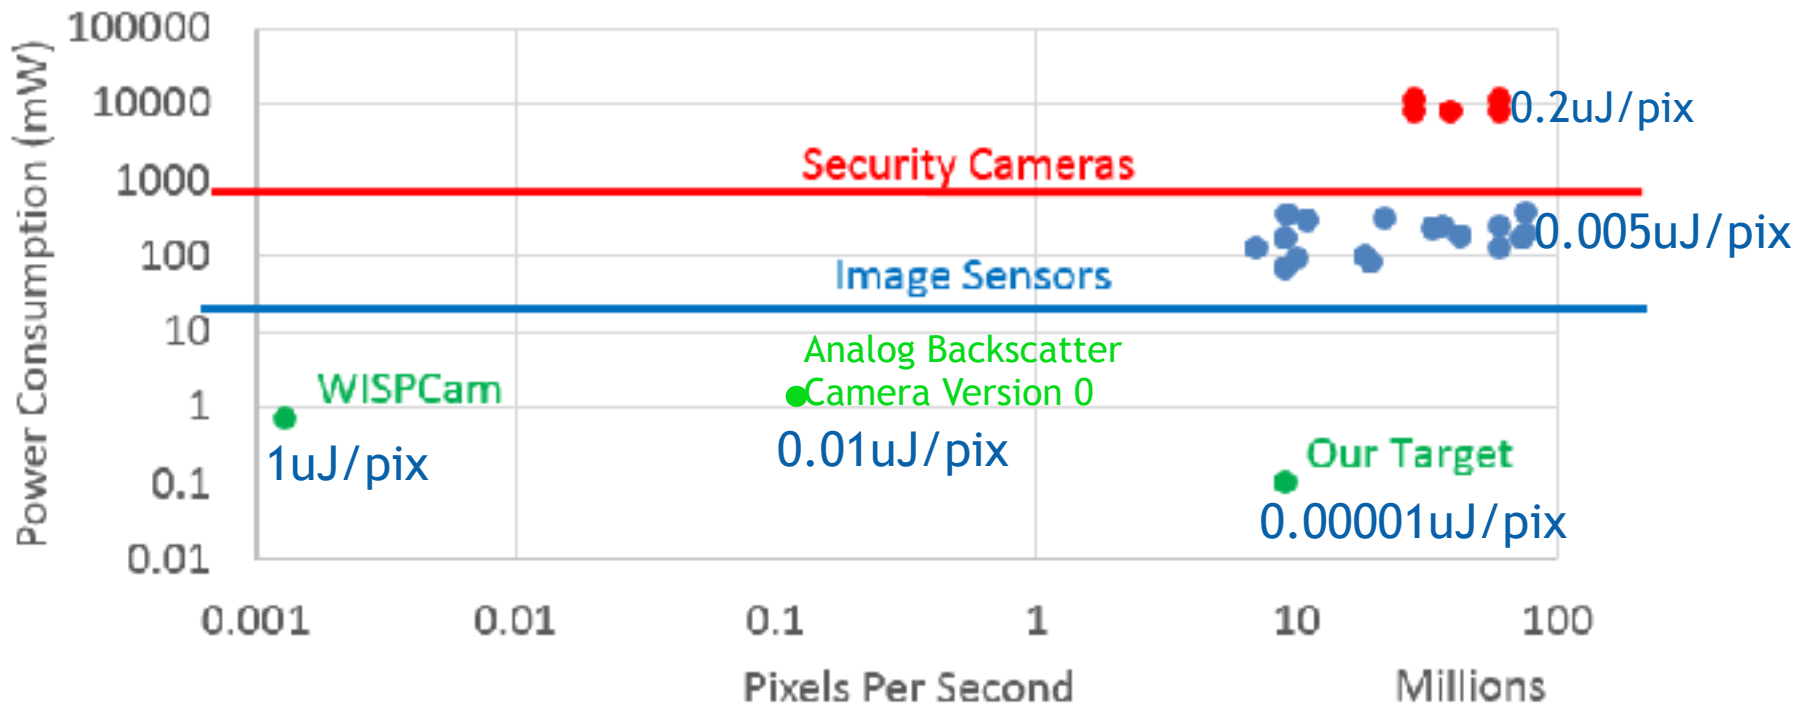 100000
10000
1000
100
10
1
0.1
0.01
Power Consumption (mW)
0.2uJ/pix
Security Cameras
0.005uJ/pix
Image Sensors
Analog Backscatter
Camera Version 0
WISPCam
0.01uJ/pix
1uJ/pix
Our Target
0.00001uJ/pix
0.001 0.01 0.1 1 10 100
Pixels Per Second Millions